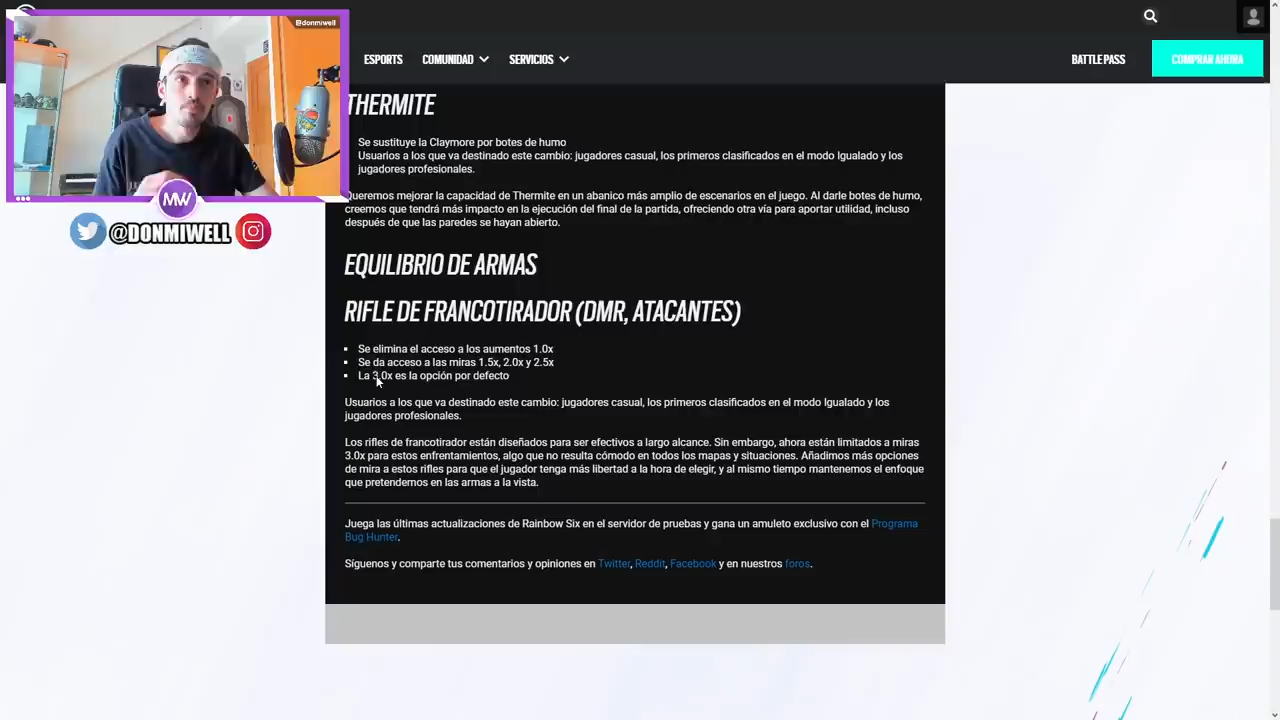 @donmiwell
ESPORTS
COMUNIDAD
SERVICIOS
BATTLE PASS
COMPRAR AHORA
MW
@DONMIWELL
THERMITE
Se sustituye la Claymore por botes de humo
Usuarios a los que va destinado este cambio: jugadores casual, los primeros clasificados en el modo Igualado y los
jugadores profesionales.
Queremos mejorar la capacidad de Thermite en un abanico más amplio de escenarios en el juego. Al darle botes de humo,
creemos que tendrá más impacto en la ejecución del final de la partida, ofreciendo otra vía para aportar utilidad, incluso
después de que las paredes se hayan abierto.
EQUILIBRIO DE ARMAS
RIFLE DE FRANCOTIRADOR (DMR, ATACANTES)
Se elimina el acceso a los aumentos 1.0x
Se da acceso a las miras 1.5x, 2.0x y 2.5x
La 3.0x es la opción por defecto
Usuarios a los que va destinado este cambio: jugadores casual, los primeros clasificados en el modo Igualado y los
jugadores profesionales.
Los rifles de francotirador están diseñados para ser efectivos a largo alcance. Sin embargo, ahora están limitados a miras
3.0x para estos enfrentamientos, algo que no resulta cómodo en todos los mapas y situaciones. Añadimos más opciones
de mira a estos rifles para que el jugador tenga más libertad a la hora de elegir, y al mismo tiempo mantenemos el enfoque
que pretendemos en las armas a la vista.
Juega las últimas actualizaciones de Rainbow Six en el servidor de pruebas y gana un amuleto exclusivo con el Programa
Bug Hunter.
Síguenos y comparte tus comentarios y opiniones en Twitter, Reddit, Facebook y en nuestros foros.